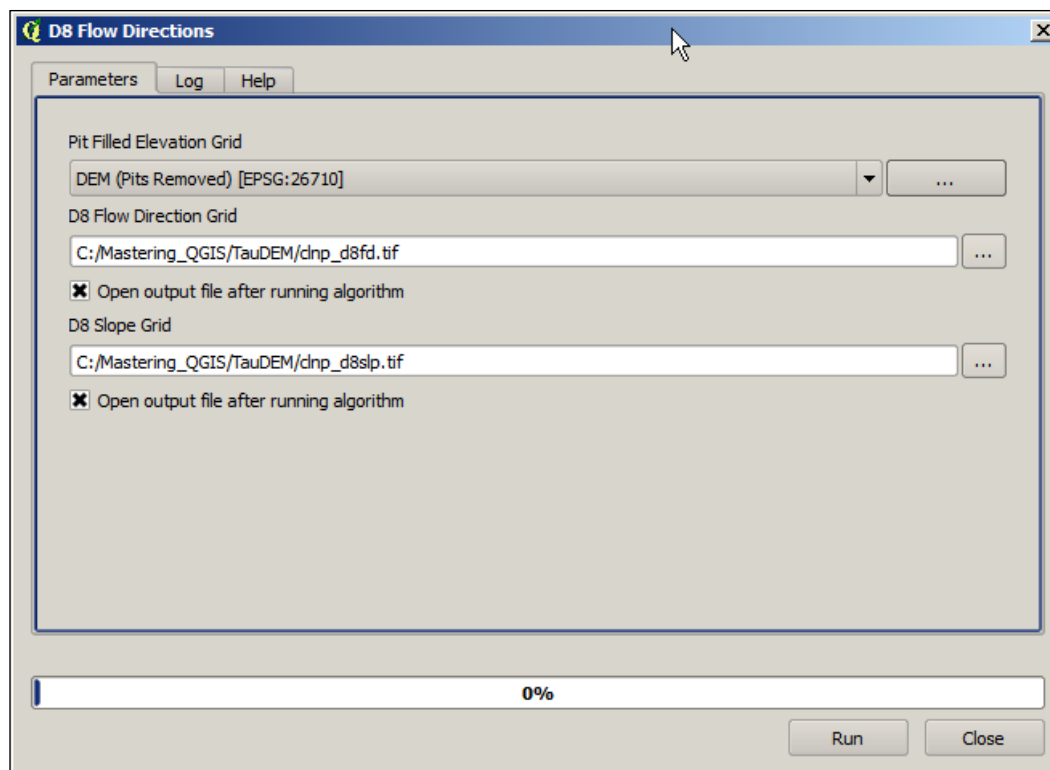 D8 Flow Directions
Parameters Log Help
Pit Filled Elevation Grid
DEM (Pits Removed) [EPSG:26710]
...
D8 Flow Direction Grid
C:/Mastering_QGIS/TauDEM/clnp_d8fd.tif
...
Open output file after running algorithm
D8 Slope Grid
C:/Mastering_QGIS/TauDEM/clnp_d8slp.tif
...
Open output file after running algorithm
0%
Run Close